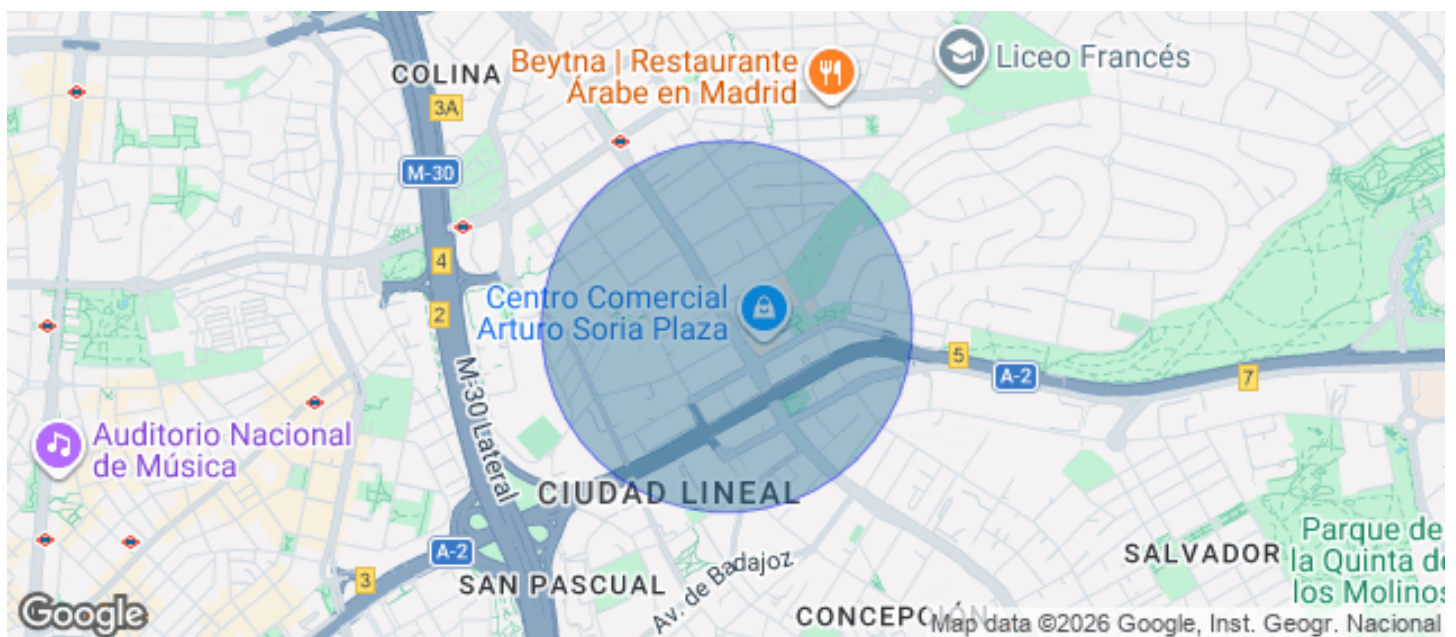 COLINA
3A
Beytna | Restaurante
Árabe en Madrid
Liceo Francés
M-30
4
2
Centro Comercial
Arturo Soria Plaza
M-30 Lateral
5
A-2
7
Auditorio Nacional
de Música
CIUDAD LINEAL
A-2
3
SAN PASCUAL
Av. de Badajoz
SALVADOR
Parque de
la Quinta de
los Molinos
CONCEPCIÓN
Google
Map data ©2026 Google, Inst. Geogr. Nacional